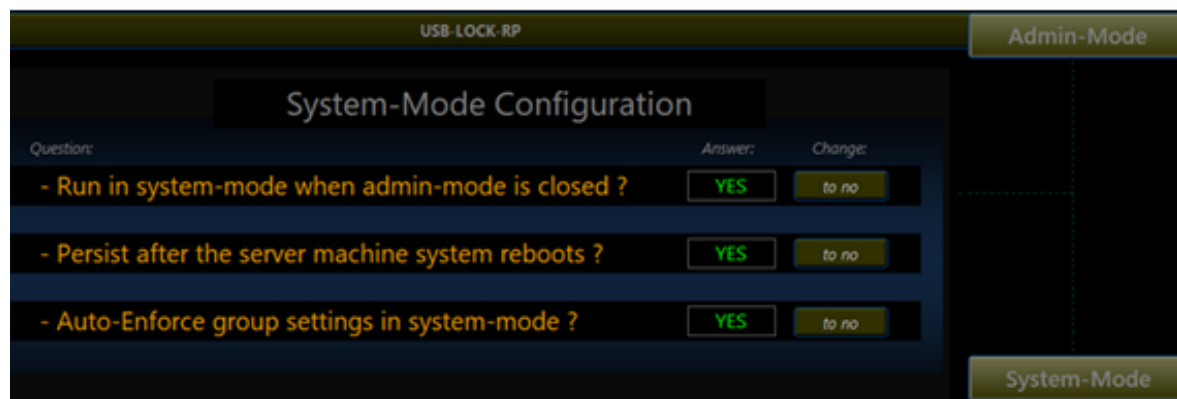 USB-LOCK-RP
Admin-Mode
System-Mode Configuration
Question: Answer: Change:
- Run in system-mode when admin-mode is closed ? YES to no
- Persist after the server machine system reboots ? YES to no
- Auto-Enforce group settings in system-mode ? YES to no
System-Mode